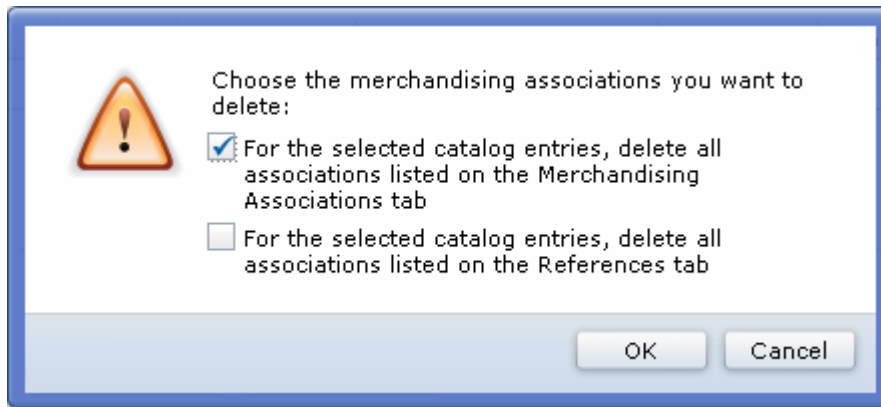 Choose the merchandising associations you want to
delete:
For the selected catalog entries, delete all
associations listed on the Merchandising
Associations tab
For the selected catalog entries, delete all
associations listed on the References tab
OK
Cancel